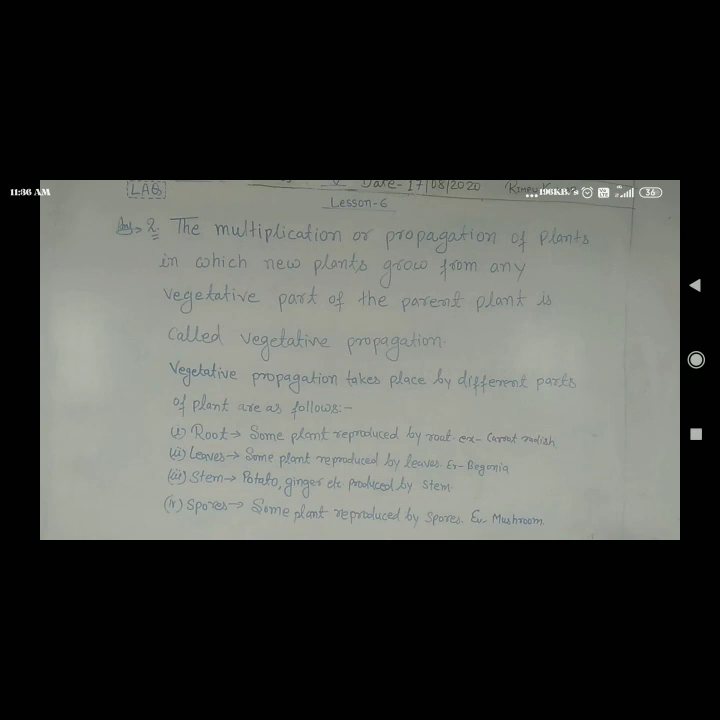 11:36 AM
...196KB/s 36
LAQ Date-17/08/2020
Lesson-6
Ans→ 2. The multiplication or propagation of plants
in which new plants grow from any
vegetative part of the parent plant is
called vegetative propagation.
Vegetative propagation takes place by different parts
of plant are as follows:-
(i) Root→ Some plant reproduced by root. ex- Carrot radish
(ii) Leaves→ Some plant reproduced by leaves. Ex- Begonia
(iii) Stem→ Potato, ginger etc produced by stem.
(iv) Spores→ Some plant reproduced by spores. Ex. Mushroom.